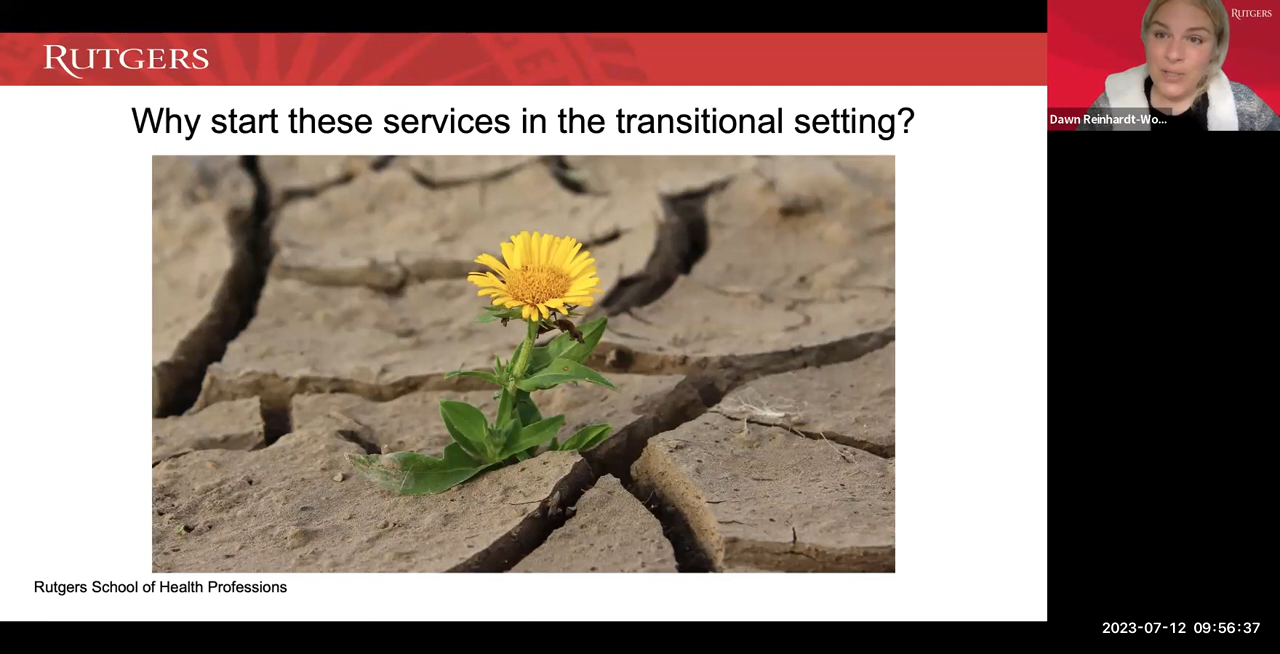 RUTGERS
RUTGERS
Why start these services in the transitional setting?
Dawn Reinhardt-Wo...
Rutgers School of Health Professions
2023-07-12 09:56:37